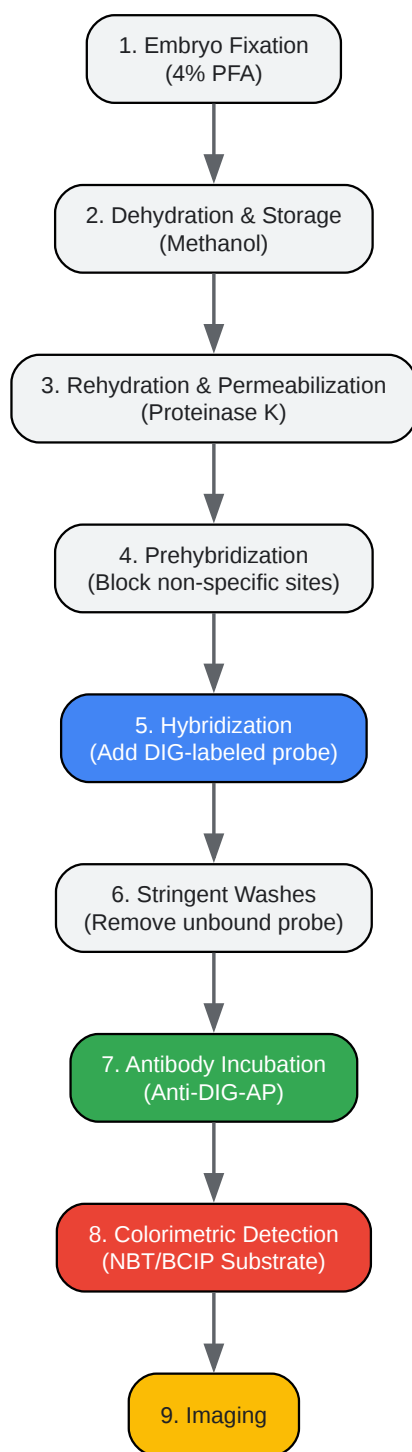 1. Embryo Fixation
(4% PFA)
2. Dehydration & Storage
(Methanol)
3. Rehydration & Permeabilization
(Proteinase K)
4. Prehybridization
(Block non-specific sites)
5. Hybridization
(Add DIG-labeled probe)
6. Stringent Washes
(Remove unbound probe)
7. Antibody Incubation
(Anti-DIG-AP)
8. Colorimetric Detection
(NBT/BCIP Substrate)
9. Imaging